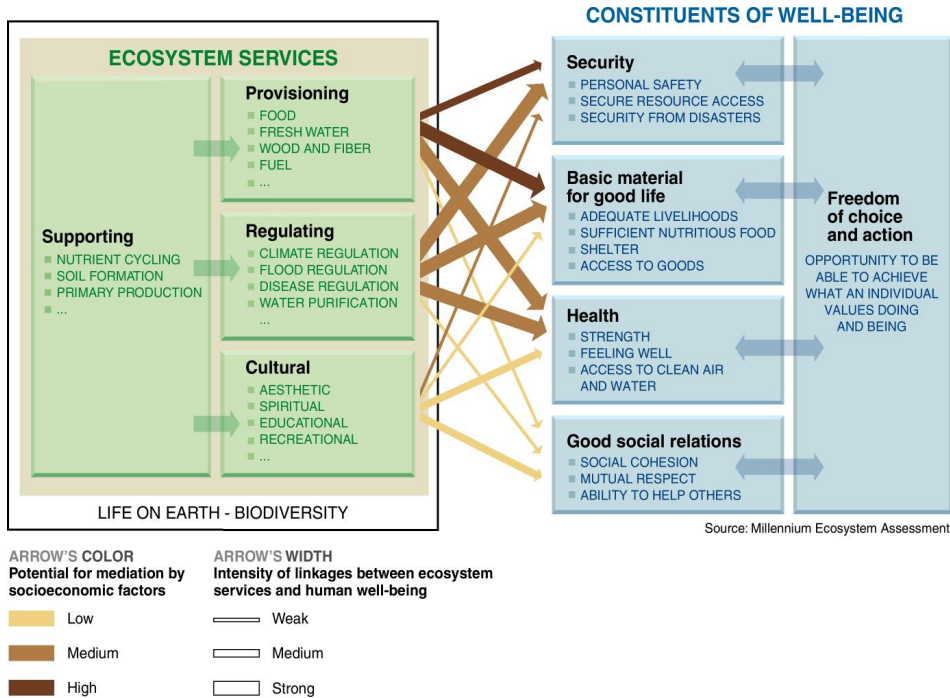 CONSTITUENTS OF WELL-BEING
ECOSYSTEM SERVICES
Supporting
NUTRIENT CYCLING
SOIL FORMATION
PRIMARY PRODUCTION
...
Provisioning
FOOD
FRESH WATER
WOOD AND FIBER
FUEL
...
Regulating
CLIMATE REGULATION
FLOOD REGULATION
DISEASE REGULATION
WATER PURIFICATION
...
Cultural
AESTHETIC
SPIRITUAL
EDUCATIONAL
RECREATIONAL
...
LIFE ON EARTH - BIODIVERSITY
Security
PERSONAL SAFETY
SECURE RESOURCE ACCESS
SECURITY FROM DISASTERS
Basic material
for good life
ADEQUATE LIVELIHOODS
SUFFICIENT NUTRITIOUS FOOD
SHELTER
ACCESS TO GOODS
Health
STRENGTH
FEELING WELL
ACCESS TO CLEAN AIR
AND WATER
Good social relations
SOCIAL COHESION
MUTUAL RESPECT
ABILITY TO HELP OTHERS
Freedom
of choice
and action
OPPORTUNITY TO BE
ABLE TO ACHIEVE
WHAT AN INDIVIDUAL
VALUES DOING
AND BEING
Source: Millennium Ecosystem Assessment
ARROW'S COLOR
Potential for mediation by
socioeconomic factors
Low
Medium
High
ARROW'S WIDTH
Intensity of linkages between ecosystem
services and human well-being
Weak
Medium
Strong